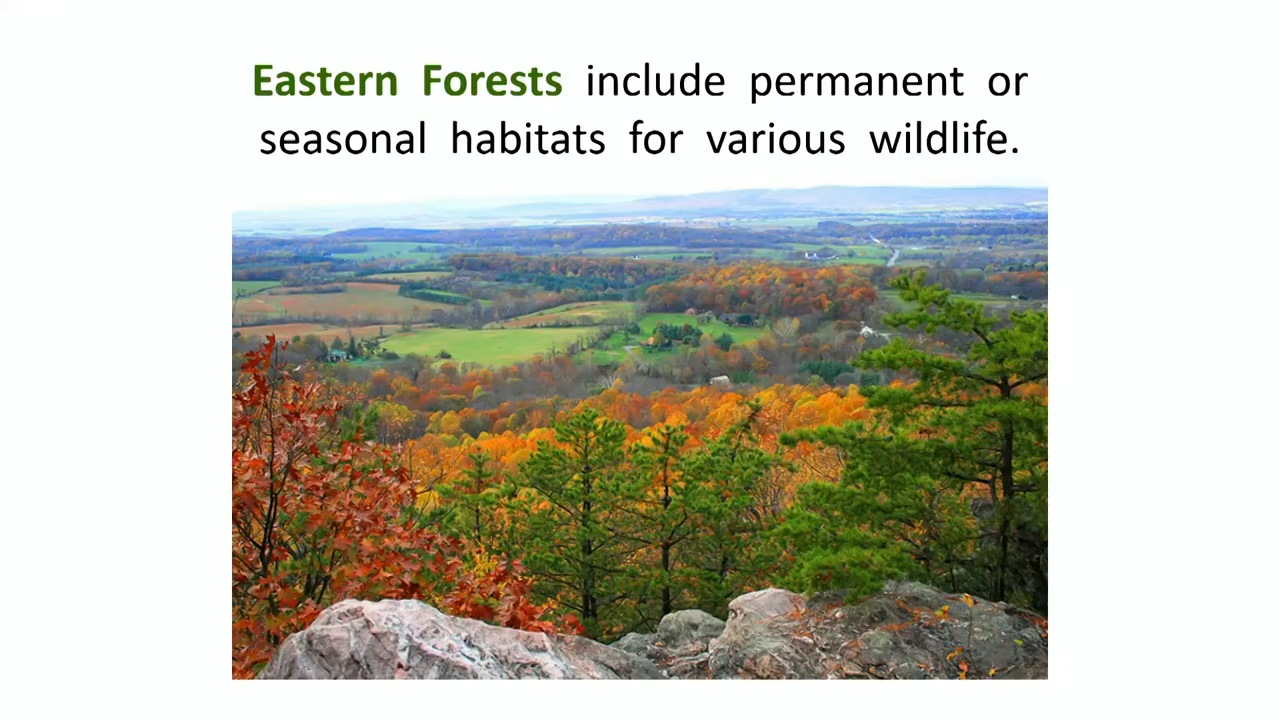 Eastern Forests include permanent or
seasonal habitats for various wildlife.